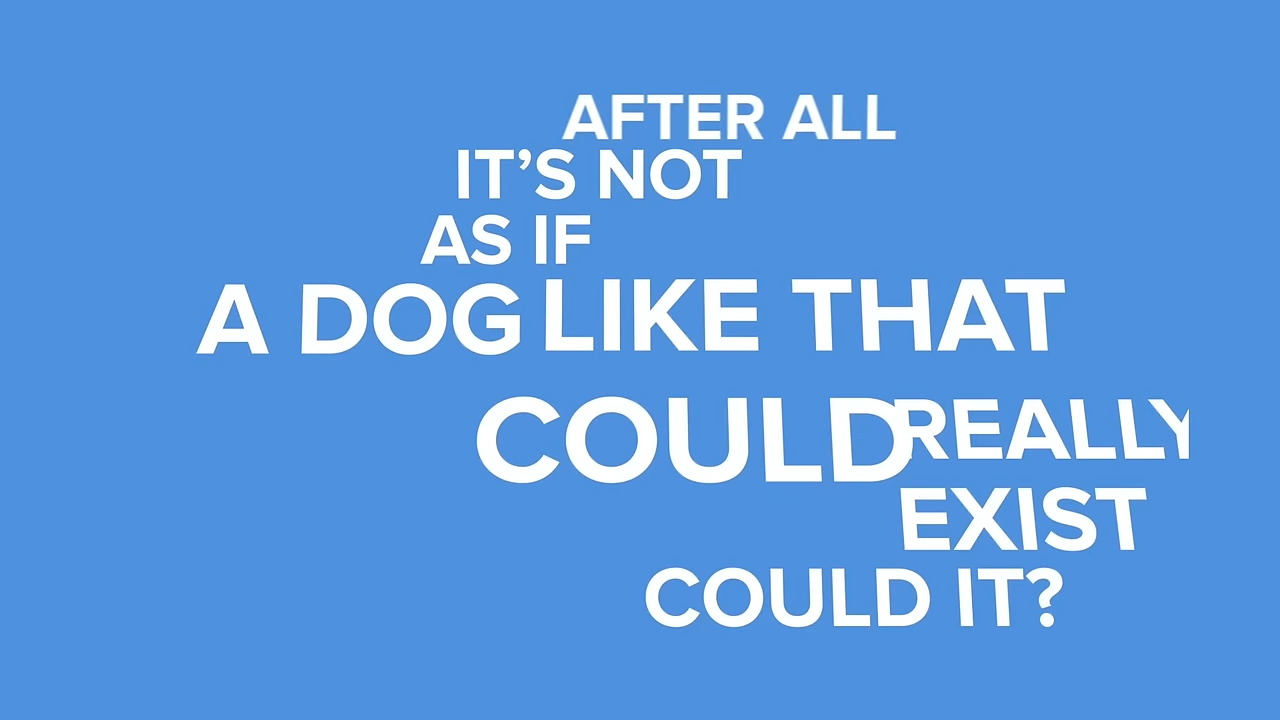 AFTER ALL
IT’S NOT
AS IF
A DOG LIKE THAT
COULD REALLY
EXIST
COULD IT?